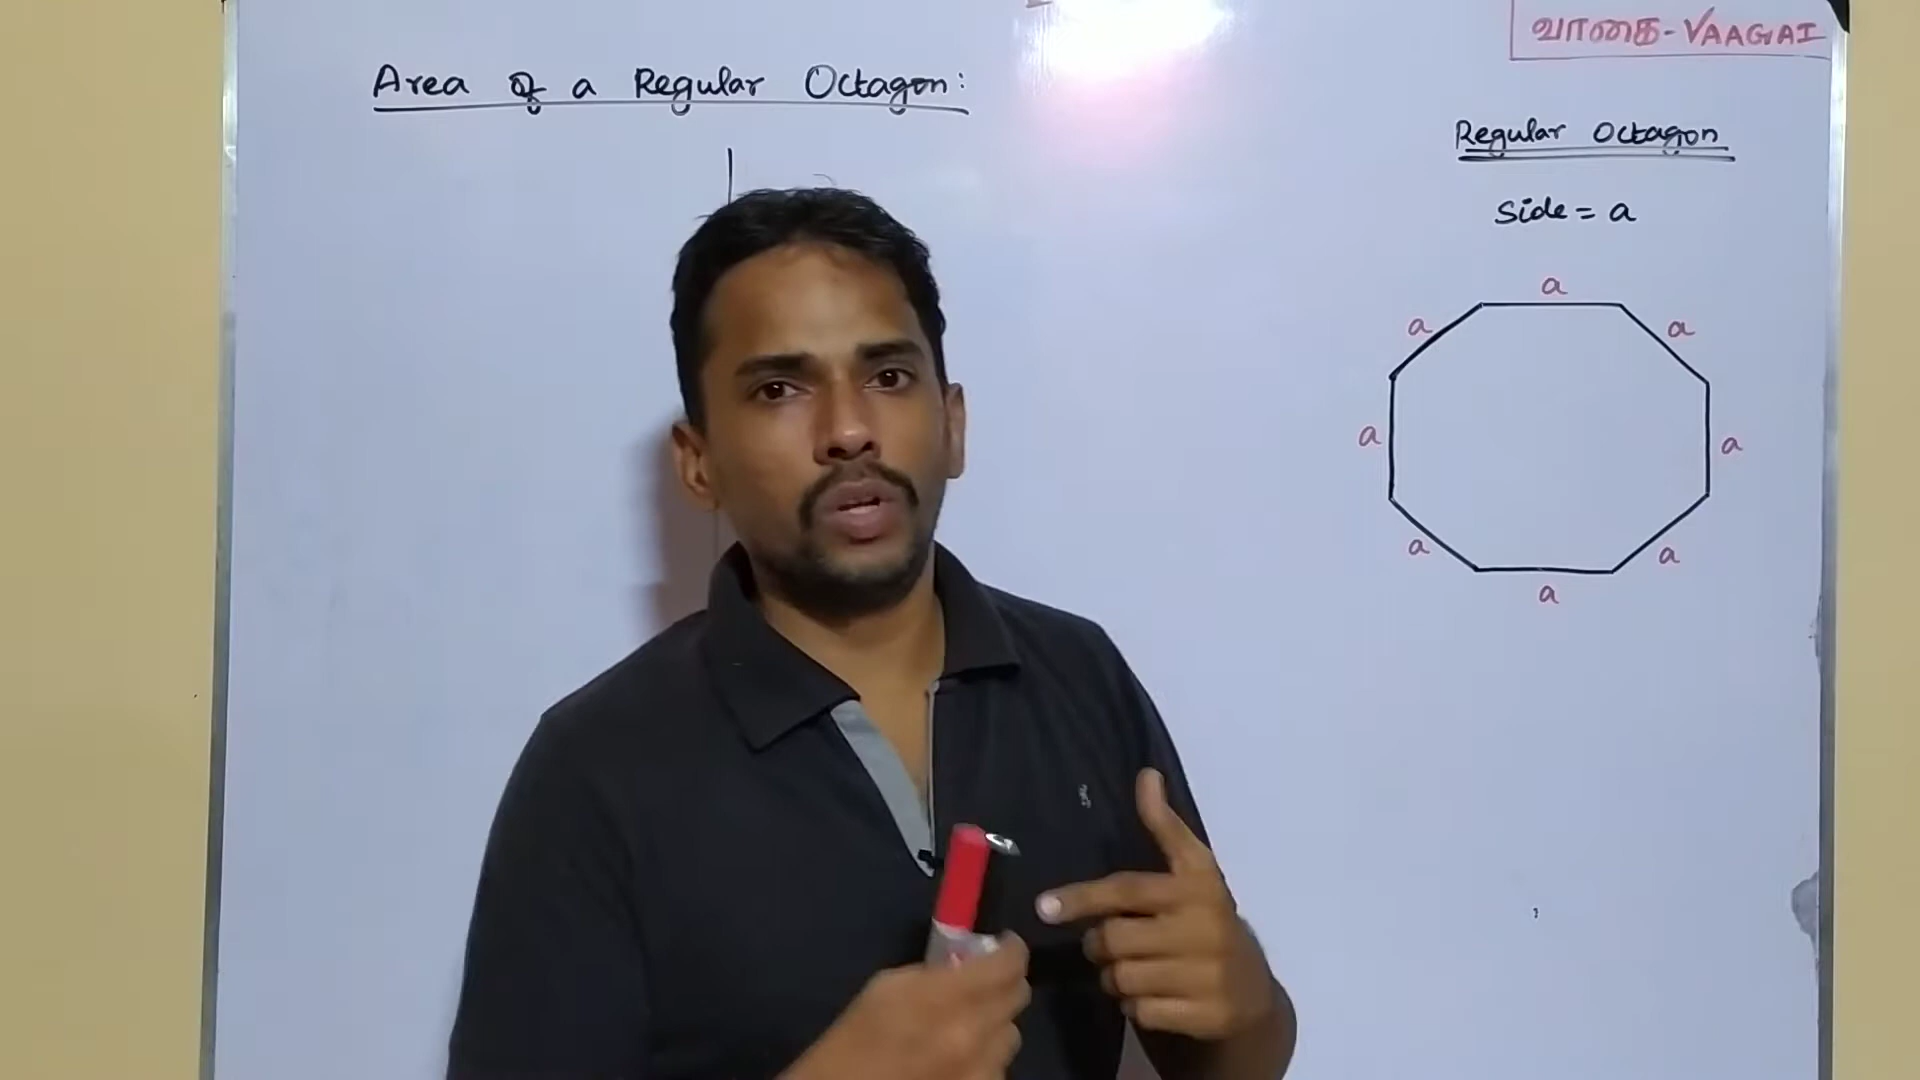 வாகை - VAAGAI
Area of a Regular Octagon:
Regular Octagon
Side = a
a
a
a
a
a
a
a
a